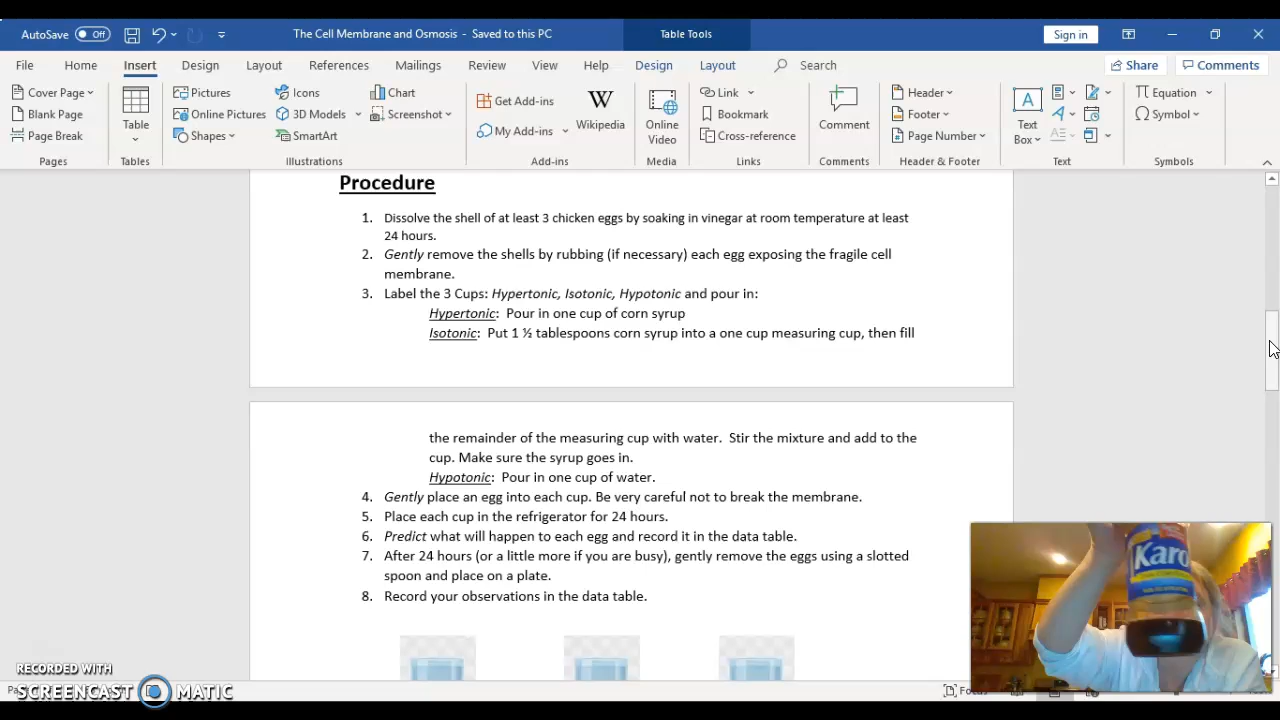 AutoSave Off The Cell Membrane and Osmosis - Saved to this PC Table Tools Sign in
File Home Insert Design Layout References Mailings Review View Help Design Layout Search Share Comments
Cover Page
Blank Page
Page Break
Pages
Table
Tables
Pictures
Online Pictures
Shapes
Icons
3D Models
SmartArt
Chart
Screenshot
Illustrations
Get Add-ins
My Add-ins
W
Wikipedia
Add-ins
Online
Video
Media
Link
Bookmark
Cross-reference
Links
Comment
Comments
Header
Footer
Page Number
Header & Footer
A
Text
Box
Text
Equation
Symbol
Symbols
Procedure
1. Dissolve the shell of at least 3 chicken eggs by soaking in vinegar at room temperature at least
24 hours.
2. Gently remove the shells by rubbing (if necessary) each egg exposing the fragile cell
membrane.
3. Label the 3 Cups: Hypertonic, Isotonic, Hypotonic and pour in:
Hypertonic: Pour in one cup of corn syrup
Isotonic: Put 1 ½ tablespoons corn syrup into a one cup measuring cup, then fill
the remainder of the measuring cup with water. Stir the mixture and add to the
cup. Make sure the syrup goes in.
Hypotonic: Pour in one cup of water.
4. Gently place an egg into each cup. Be very careful not to break the membrane.
5. Place each cup in the refrigerator for 24 hours.
6. Predict what will happen to each egg and record it in the data table.
7. After 24 hours (or a little more if you are busy), gently remove the eggs using a slotted
spoon and place on a plate.
8. Record your observations in the data table.
Karo
RECORDED WITH
SCREENCAST MATIC
Focus